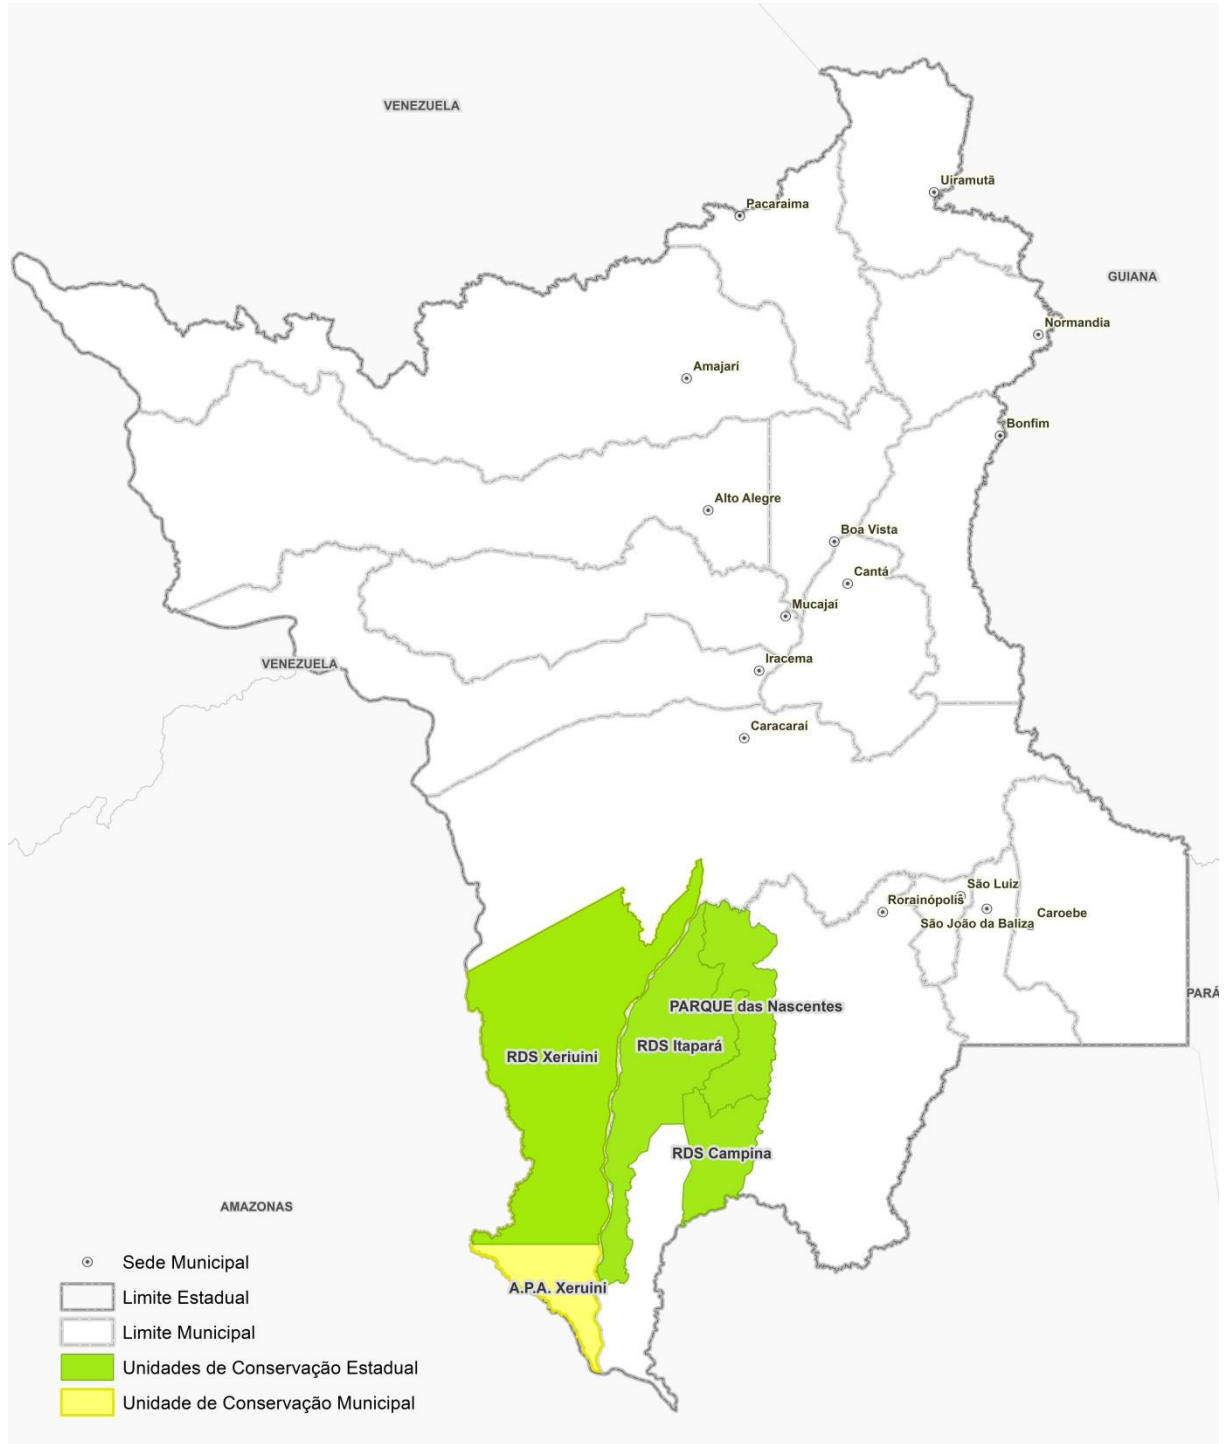 VENEZUELA
Uiramutã
Pacaraima
GUIANA
Normandia
Amajarí
Bonfim
Alto Alegre
Boa Vista
Cantá
Mucajaí
Iracema
VENEZUELA
Caracaraí
São Luiz
Rorainópolis
Caroebe
São João da Baliza
PARÁ
PARQUE das Nascentes
RDS Itapará
RDS Xeriuini
RDS Campina
AMAZONAS
A.P.A. Xeruini
Sede Municipal
Limite Estadual
Limite Municipal
Unidades de Conservação Estadual
Unidade de Conservação Municipal